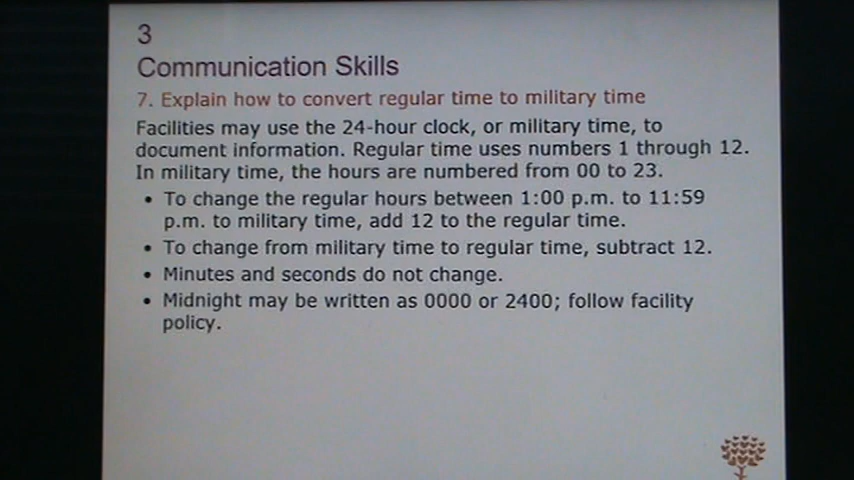 3
Communication Skills
7. Explain how to convert regular time to military time
Facilities may use the 24-hour clock, or military time, to
document information. Regular time uses numbers 1 through 12.
In military time, the hours are numbered from 00 to 23.
• To change the regular hours between 1:00 p.m. to 11:59
p.m. to military time, add 12 to the regular time.
• To change from military time to regular time, subtract 12.
• Minutes and seconds do not change.
• Midnight may be written as 0000 or 2400; follow facility
policy.